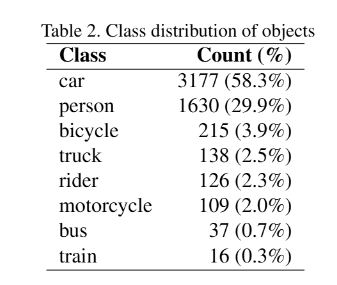 Table 2. Class distribution of objects
Class Count (%)
car 3177 (58.3%)
person 1630 (29.9%)
bicycle 215 (3.9%)
truck 138 (2.5%)
rider 126 (2.3%)
motorcycle 109 (2.0%)
bus 37 (0.7%)
train 16 (0.3%)